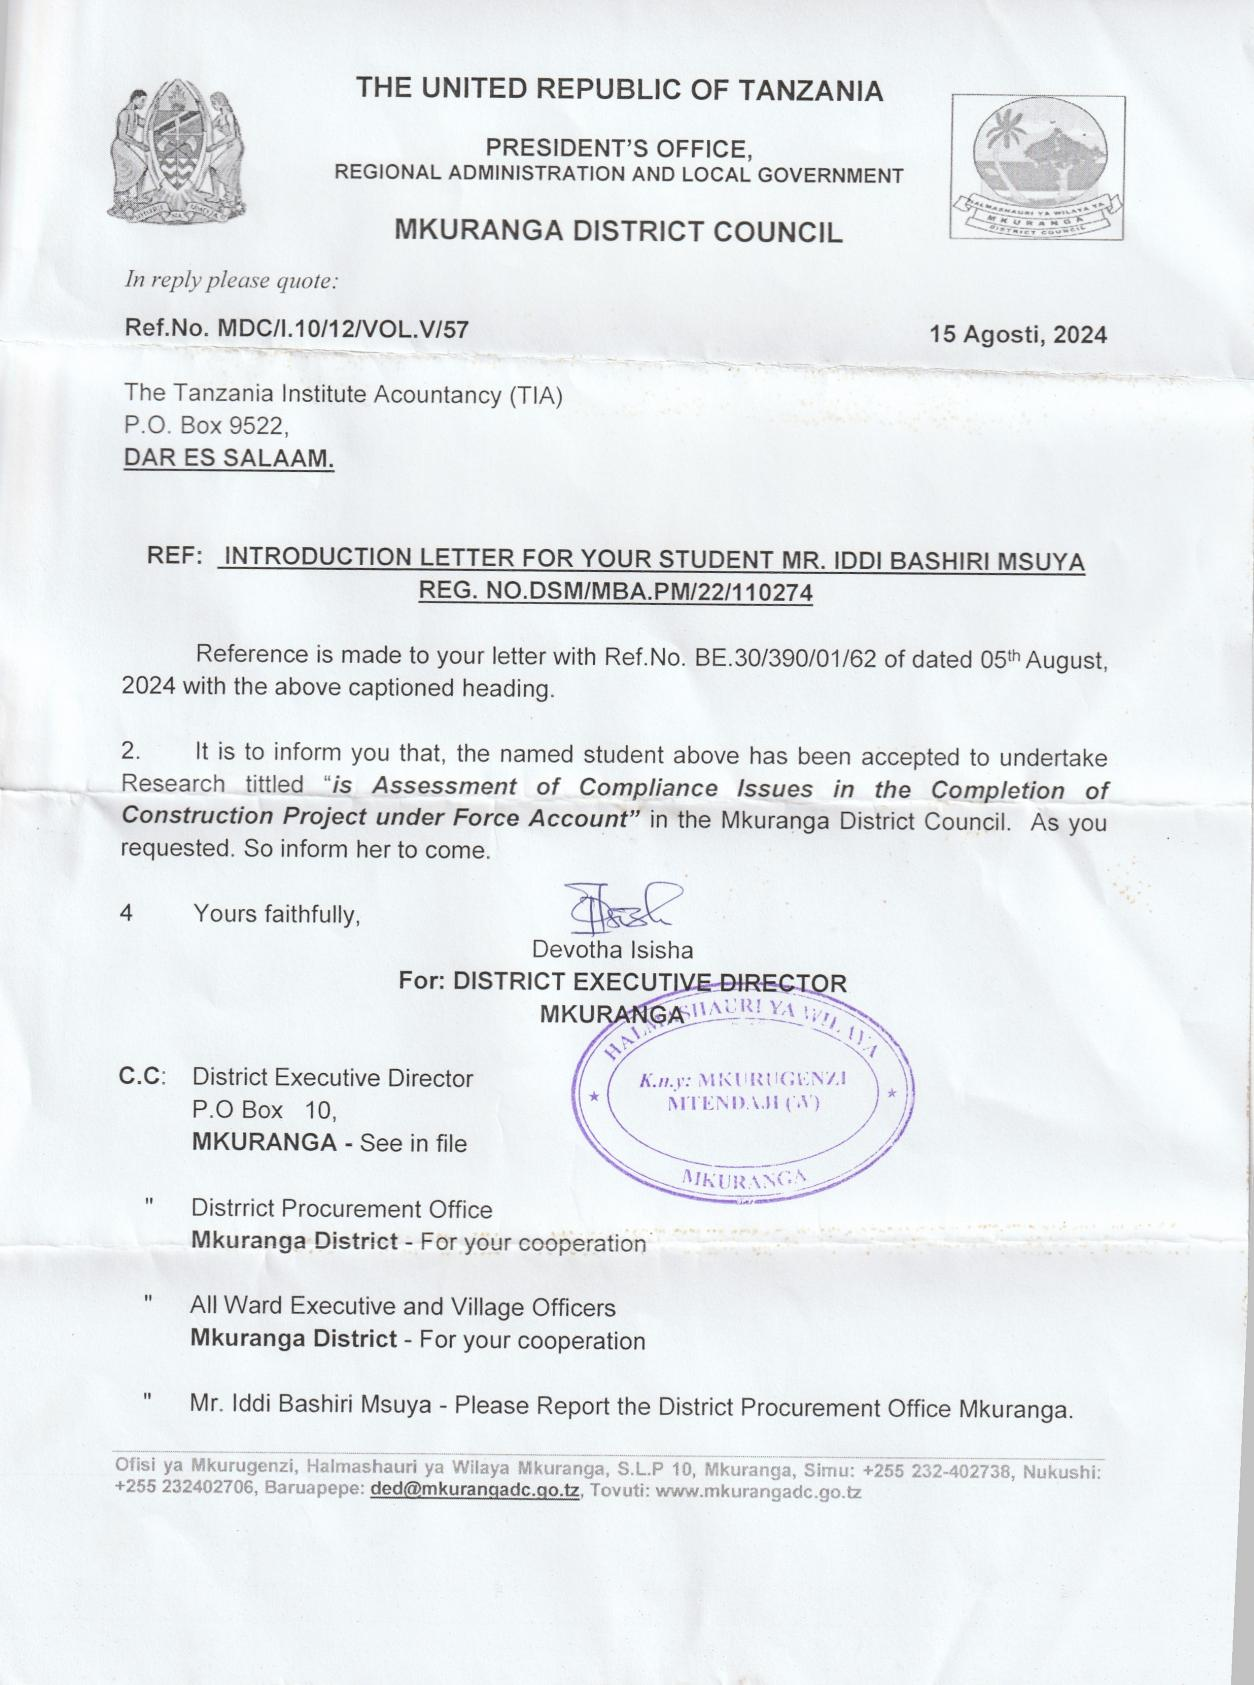 THE UNITED REPUBLIC OF TANZANIA
PRESIDENT'S OFFICE,
REGIONAL ADMINISTRATION AND LOCAL GOVERNMENT
MKURANGA DISTRICT COUNCIL
HALMASHAURI YA WILAYA YA
MKURANGA
DISTRICT COUNCIL
In reply please quote:
Ref.No. MDC/I.10/12/VOL.V/57
15 Agosti, 2024
The Tanzania Institute Acountancy (TIA)
P.O. Box 9522,
DAR ES SALAAM.
REF: INTRODUCTION LETTER FOR YOUR STUDENT MR. IDDI BASHIRI MSUYA
REG. NO.DSM/MBA.PM/22/110274
Reference is made to your letter with Ref.No. BE.30/390/01/62 of dated 05th August,
2024 with the above captioned heading.
2. It is to inform you that, the named student above has been accepted to undertake
Research tittled "is Assessment of Compliance Issues in the Completion of
Construction Project under Force Account" in the Mkuranga District Council. As you
requested. So inform her to come.
4 Yours faithfully,
Devotha Isisha
For: DISTRICT EXECUTIVE DIRECTOR
MKURANGA
HALMASHAURI YA WILAYA
K.n.y: MKURUGENZI
MTENDAJI (W)
MKURANGA
C.C: District Executive Director
P.O Box 10,
MKURANGA - See in file
" Distrrict Procurement Office
Mkuranga District - For your cooperation
" All Ward Executive and Village Officers
Mkuranga District - For your cooperation
" Mr. Iddi Bashiri Msuya - Please Report the District Procurement Office Mkuranga.
Ofisi ya Mkurugenzi, Halmashauri ya Wilaya Mkuranga, S.L.P 10, Mkuranga, Simu: +255 232-402738, Nukushi:
+255 232402706, Baruapepe: ded@mkurangadc.go.tz, Tovuti: www.mkurangadc.go.tz